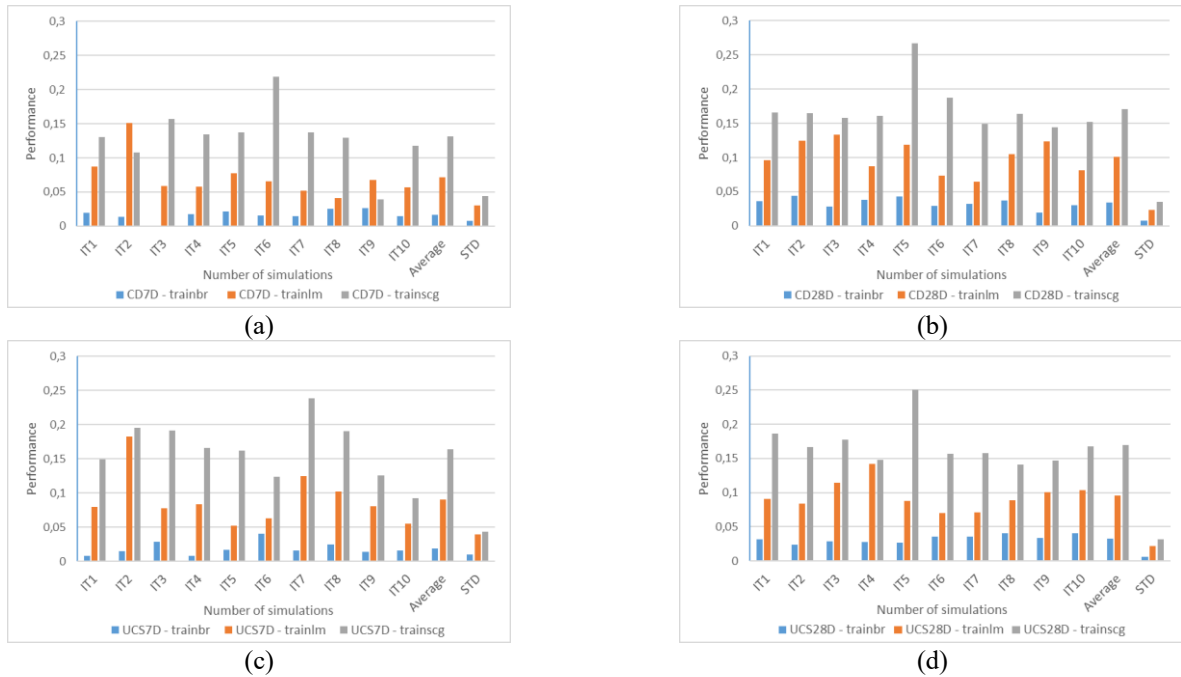 0,3
0,25
0,2
0,15
0,1
0,05
0
Performance
IT1 IT2 IT3 IT4 IT5 IT6 IT7 IT8 IT9 IT10 Average STD
Number of simulations
CD7D - trainbr CD7D - trainlm CD7D - trainscg
(a)
0,3
0,25
0,2
0,15
0,1
0,05
0
Performance
IT1 IT2 IT3 IT4 IT5 IT6 IT7 IT8 IT9 IT10 Average STD
Number of simulations
CD28D - trainbr CD28D - trainlm CD28D - trainscg
(b)
0,3
0,25
0,2
0,15
0,1
0,05
0
Performance
IT1 IT2 IT3 IT4 IT5 IT6 IT7 IT8 IT9 IT10 Average STD
Number of simulations
UCS7D - trainbr UCS7D - trainlm UCS7D - trainscg
(c)
0,3
0,25
0,2
0,15
0,1
0,05
0
Performance
IT1 IT2 IT3 IT4 IT5 IT6 IT7 IT8 IT9 IT10 Average STD
Number of simulations
UCS28D - trainbr UCS28D - trainlm UCS28D - trainscg
(d)